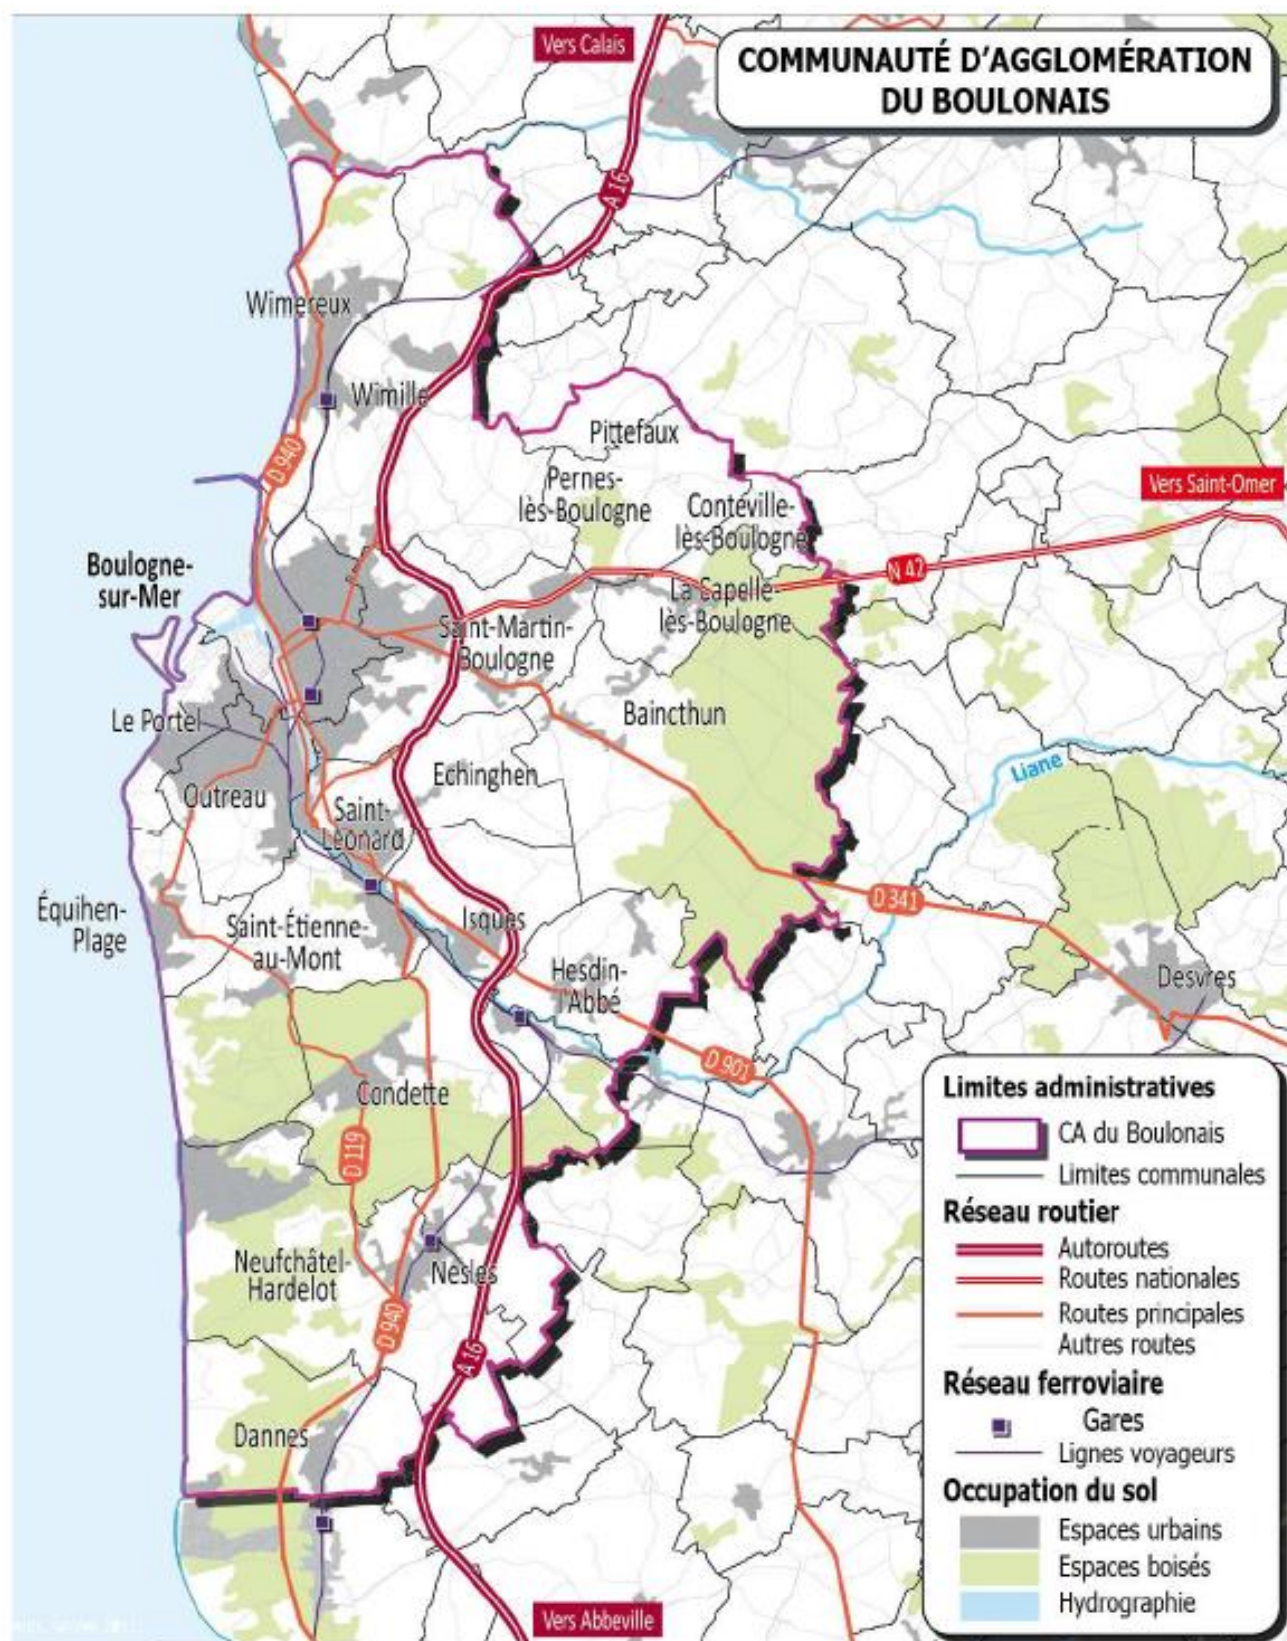 Vers Calais
COMMUNAUTÉ D'AGGLOMÉRATION
DU BOULONAIS
A 16
Wimereux
Wimille
D 940
Pittefaux
Pernes-
lès-Boulogne
Contéville-
lès-Boulogne
Vers Saint-Omer
N 42
Boulogne-
sur-Mer
La Capelle-
lès-Boulogne
Saint-Martin-
Boulogne
Le Portel
Baincthun
Echinghen
Liane
Outreau
Saint-
Léonard
D 341
Équihen-
Plage
Saint-Étienne-
au-Mont
Isques
Hesdin-
l'Abbé
Desvres
D 901
Condette
D 119
Neufchâtel-
Hardelot
Nesles
D 940
A 16
Dannes
Vers Abbeville
Limites administratives
CA du Boulonais
Limites communales
Réseau routier
Autoroutes
Routes nationales
Routes principales
Autres routes
Réseau ferroviaire
Gares
Lignes voyageurs
Occupation du sol
Espaces urbains
Espaces boisés
Hydrographie